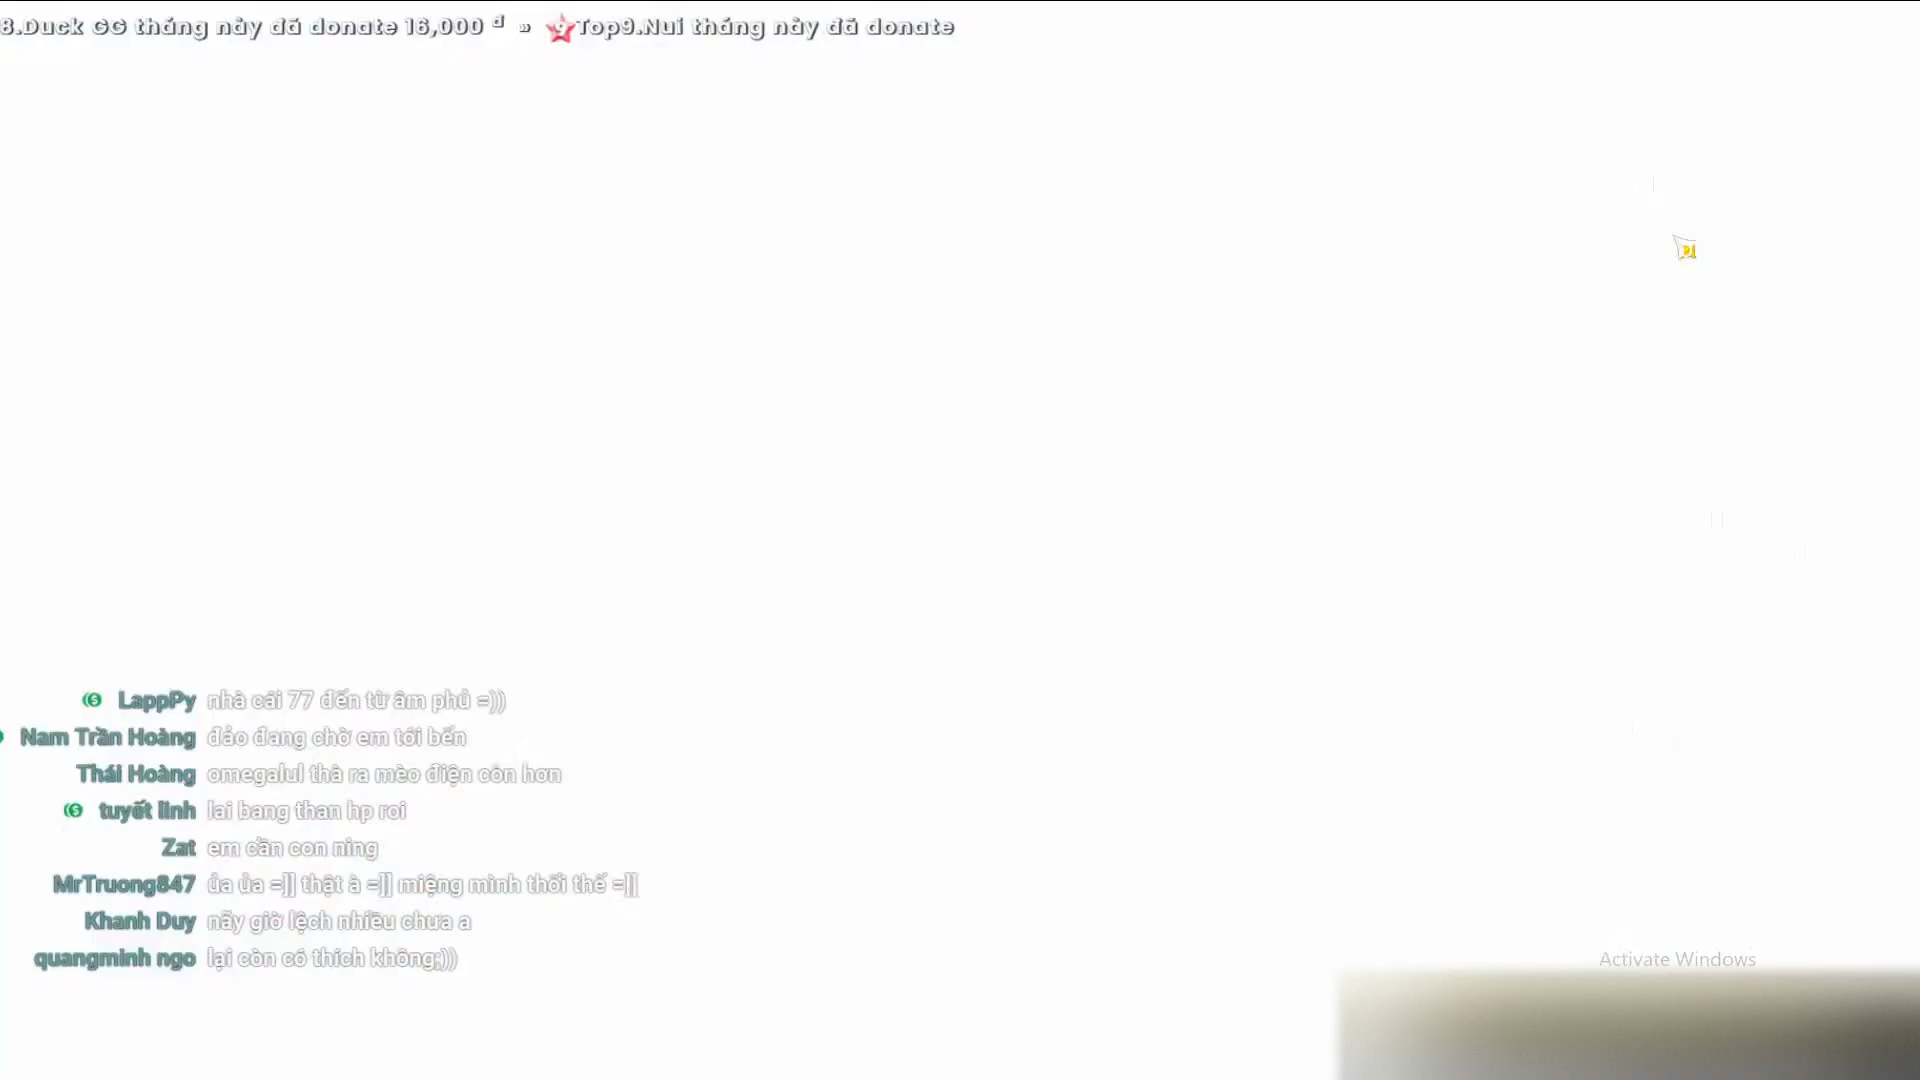 8.Duck GG tháng này đã donate 16,000 đ » 9 Top9.Nui tháng này đã donate
LappPy nhà cái 77 đến từ âm phủ =))
Nam Trần Hoàng đảo đang chờ em tới bến
Thái Hoàng omegalul thà ra mèo điện còn hơn
tuyết linh lai bang than hp roi
Zat em cần con ning
MrTruong847 ủa ủa =]] thật à =]] miệng mình thối thế =]]
Khanh Duy nãy giờ lệch nhiều chưa a
quangminh ngo lại còn có thích không;))
Activate Windows